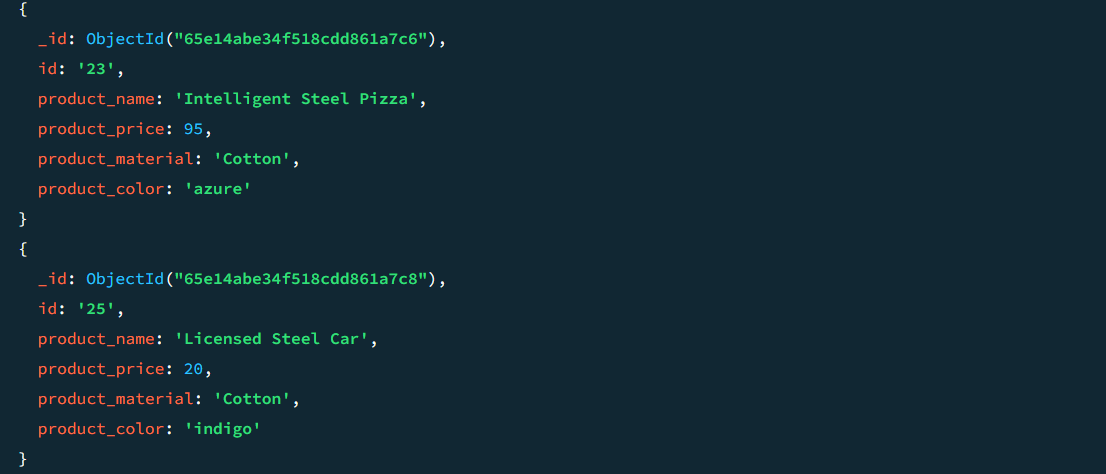 {
_id: ObjectId("65e14abe34f518cdd861a7c6"),
id: '23',
product_name: 'Intelligent Steel Pizza',
product_price: 95,
product_material: 'Cotton',
product_color: 'azure'
}
{
_id: ObjectId("65e14abe34f518cdd861a7c8"),
id: '25',
product_name: 'Licensed Steel Car',
product_price: 20,
product_material: 'Cotton',
product_color: 'indigo'
}